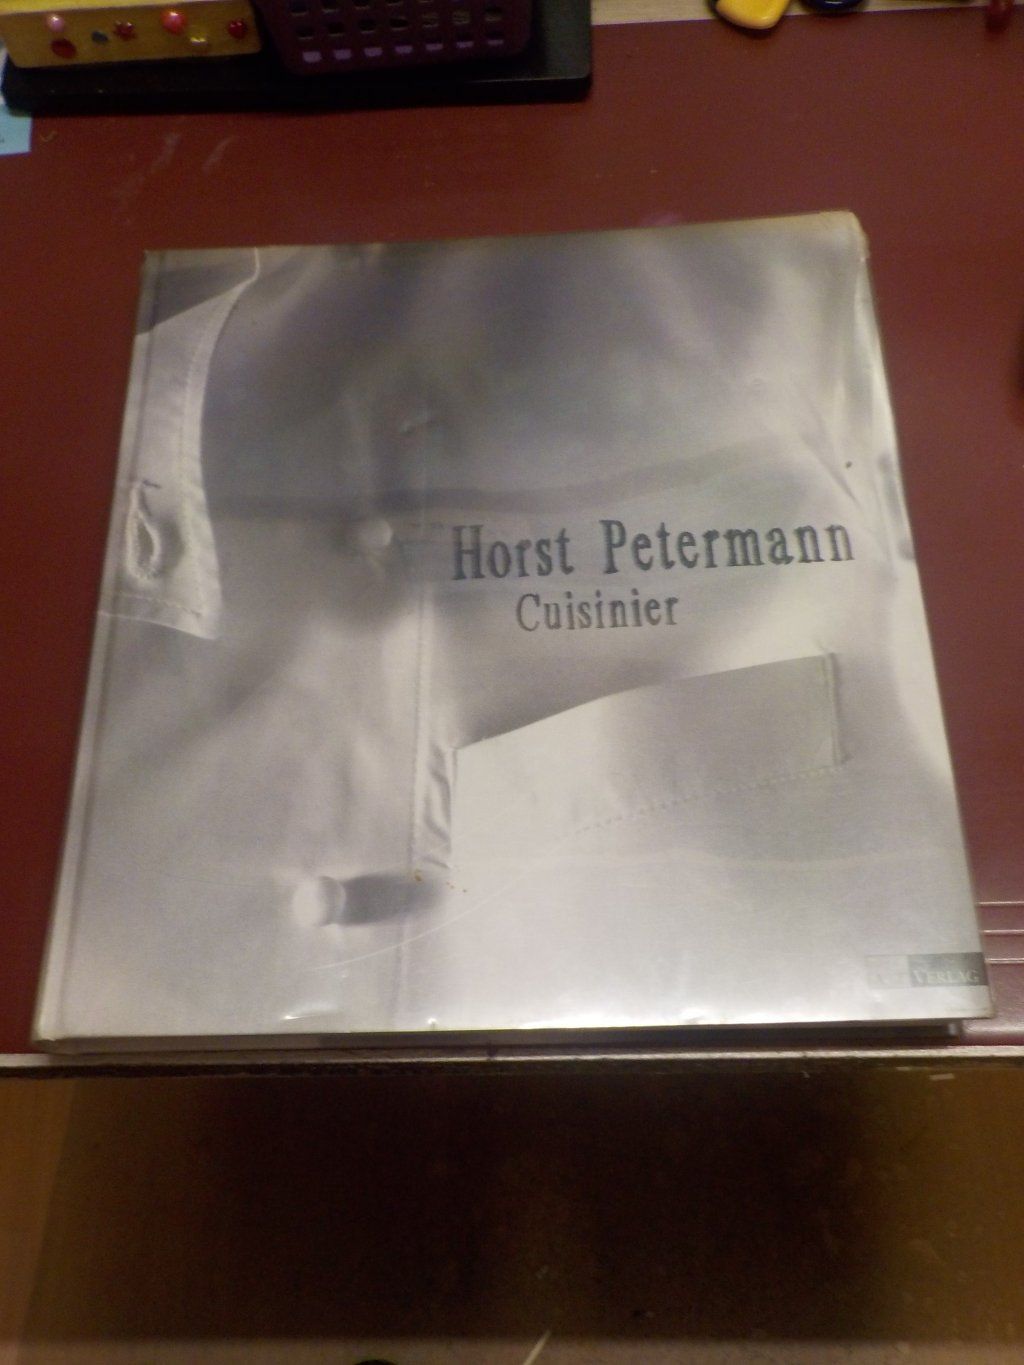 Horst Petermann
Cuisinier
VERLAG